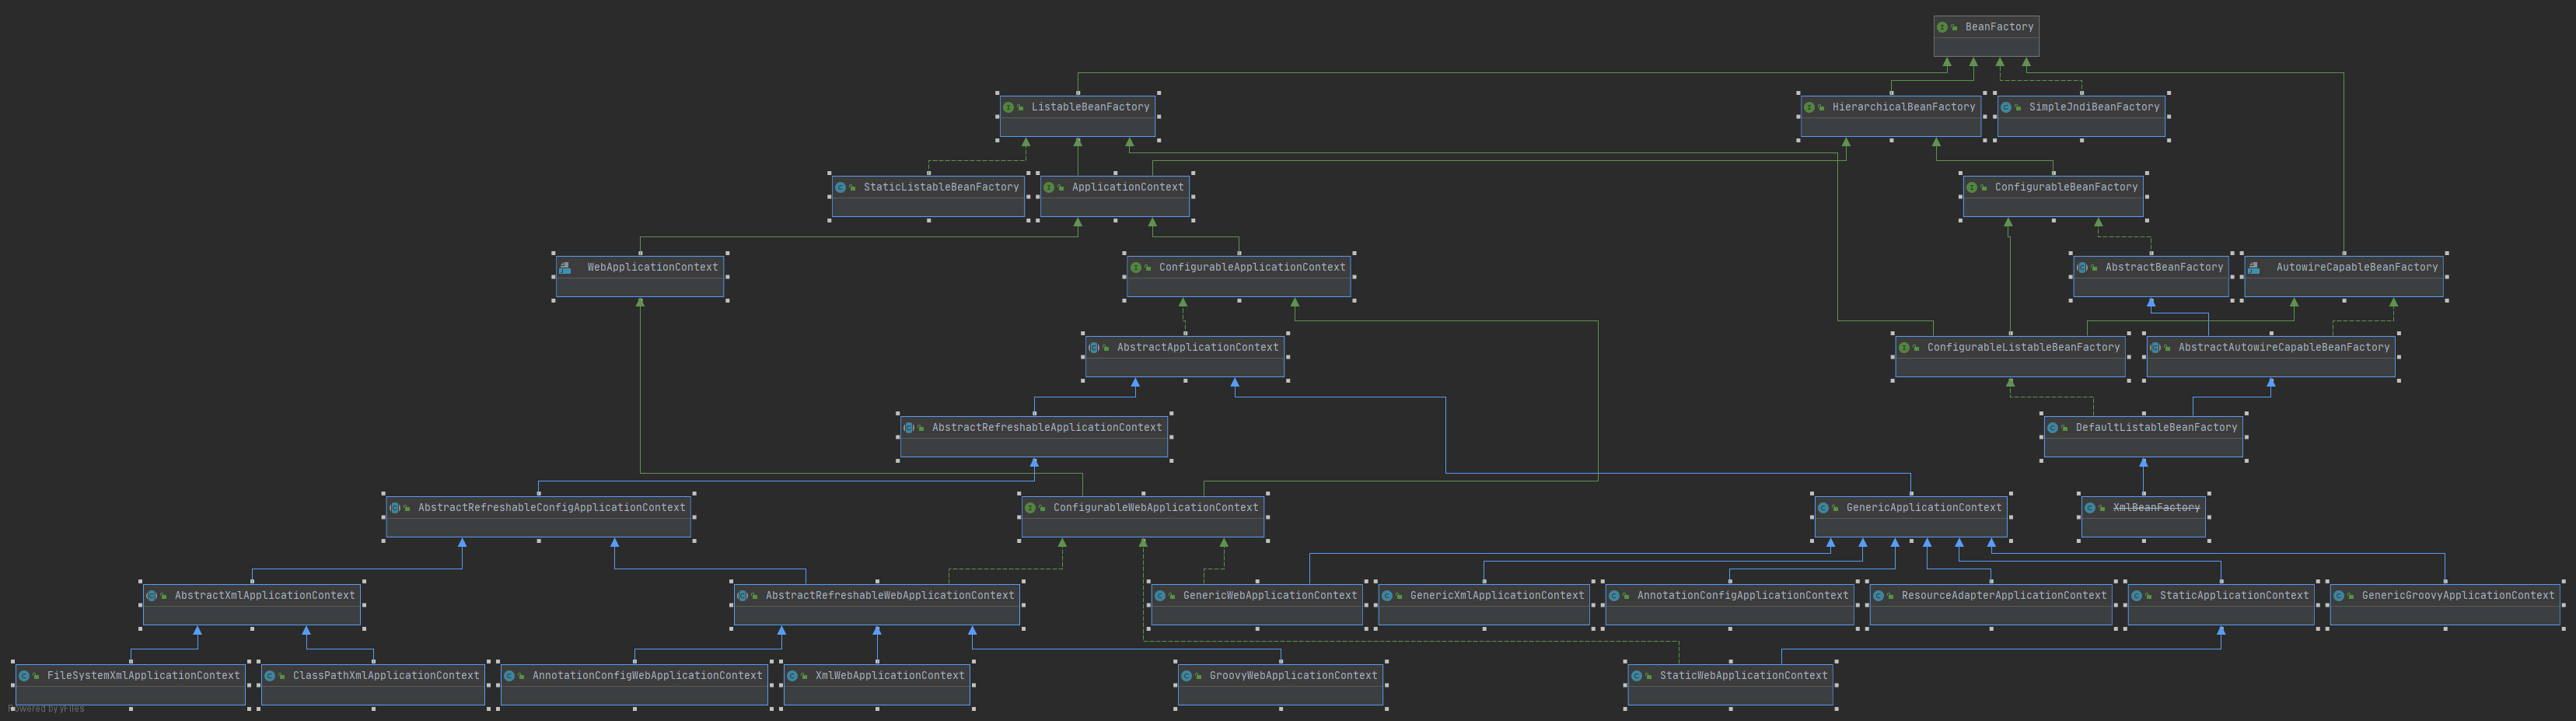 BeanFactory
ListableBeanFactory
HierarchicalBeanFactory
SimpleJndiBeanFactory
StaticListableBeanFactory
ApplicationContext
ConfigurableBeanFactory
WebApplicationContext
ConfigurableApplicationContext
AbstractBeanFactory
AutowireCapableBeanFactory
AbstractApplicationContext
ConfigurableListableBeanFactory
AbstractAutowireCapableBeanFactory
AbstractRefreshableApplicationContext
DefaultListableBeanFactory
AbstractRefreshableConfigApplicationContext
ConfigurableWebApplicationContext
GenericApplicationContext
XmlBeanFactory
AbstractXmlApplicationContext
AbstractRefreshableWebApplicationContext
GenericWebApplicationContext
GenericXmlApplicationContext
AnnotationConfigApplicationContext
ResourceAdapterApplicationContext
StaticApplicationContext
GenericGroovyApplicationContext
FileSystemXmlApplicationContext
ClassPathXmlApplicationContext
AnnotationConfigWebApplicationContext
XmlWebApplicationContext
GroovyWebApplicationContext
StaticWebApplicationContext
Powered by yFiles